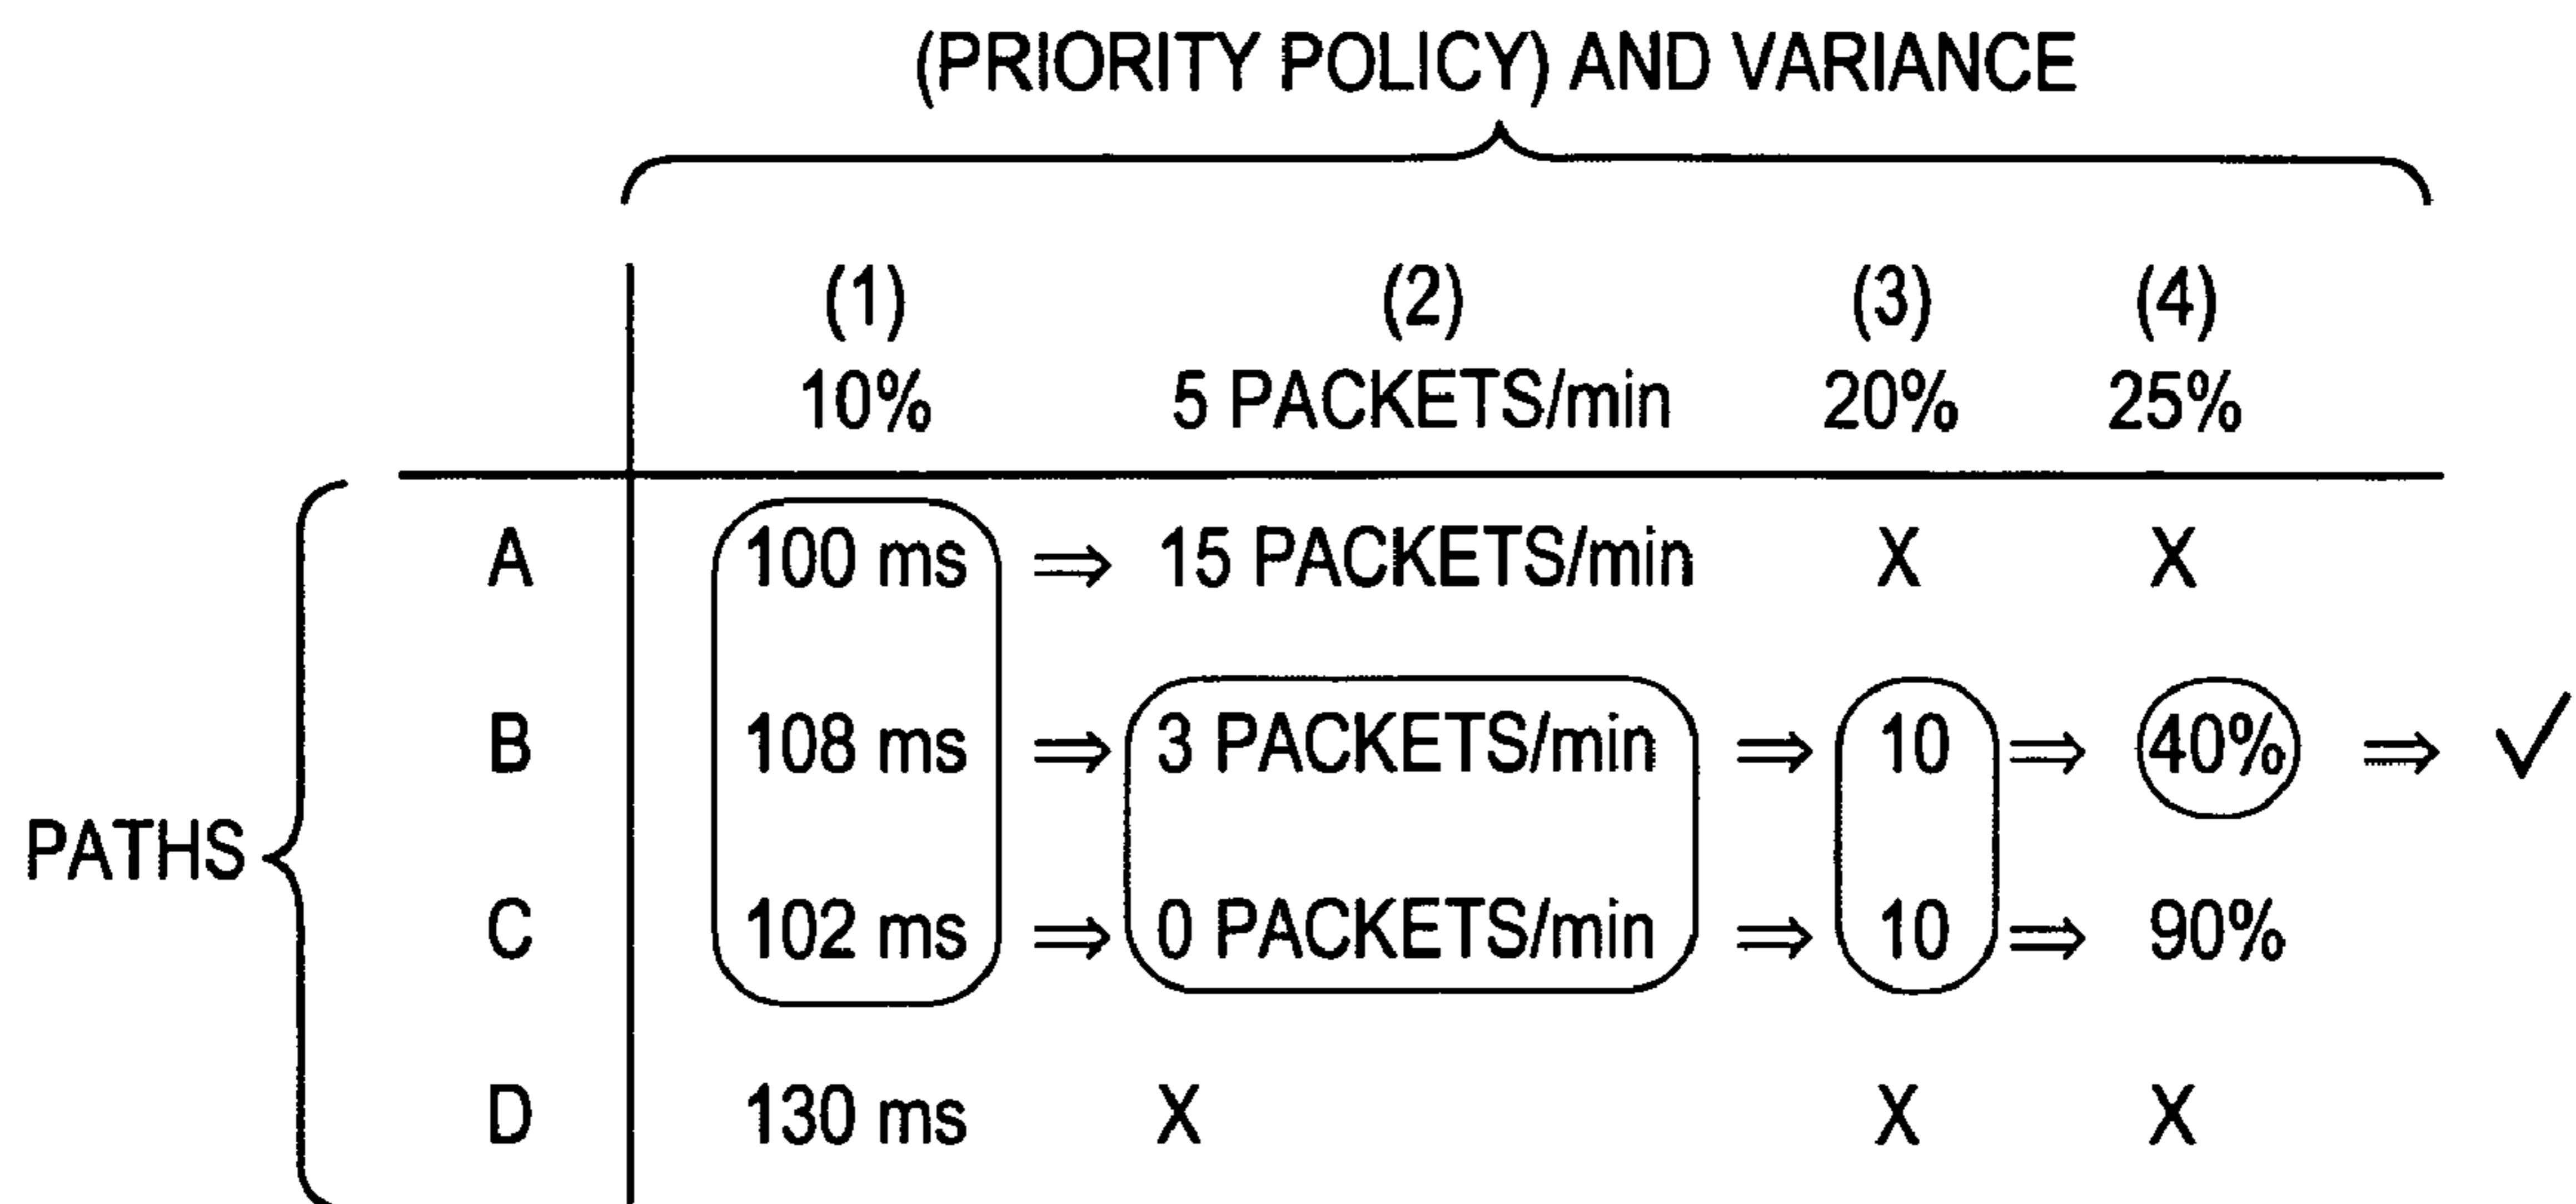 (PRIORITY POLICY) AND VARIANCE
(1) (2) (3) (4)
10% 5 PACKETS/min 20% 25%
A 100 ms ⇒ 15 PACKETS/min X X
B 108 ms ⇒ 3 PACKETS/min ⇒ 10 ⇒ 40% ⇒ ✓
PATHS
C 102 ms ⇒ 0 PACKETS/min ⇒ 10 ⇒ 90%
D 130 ms X X X